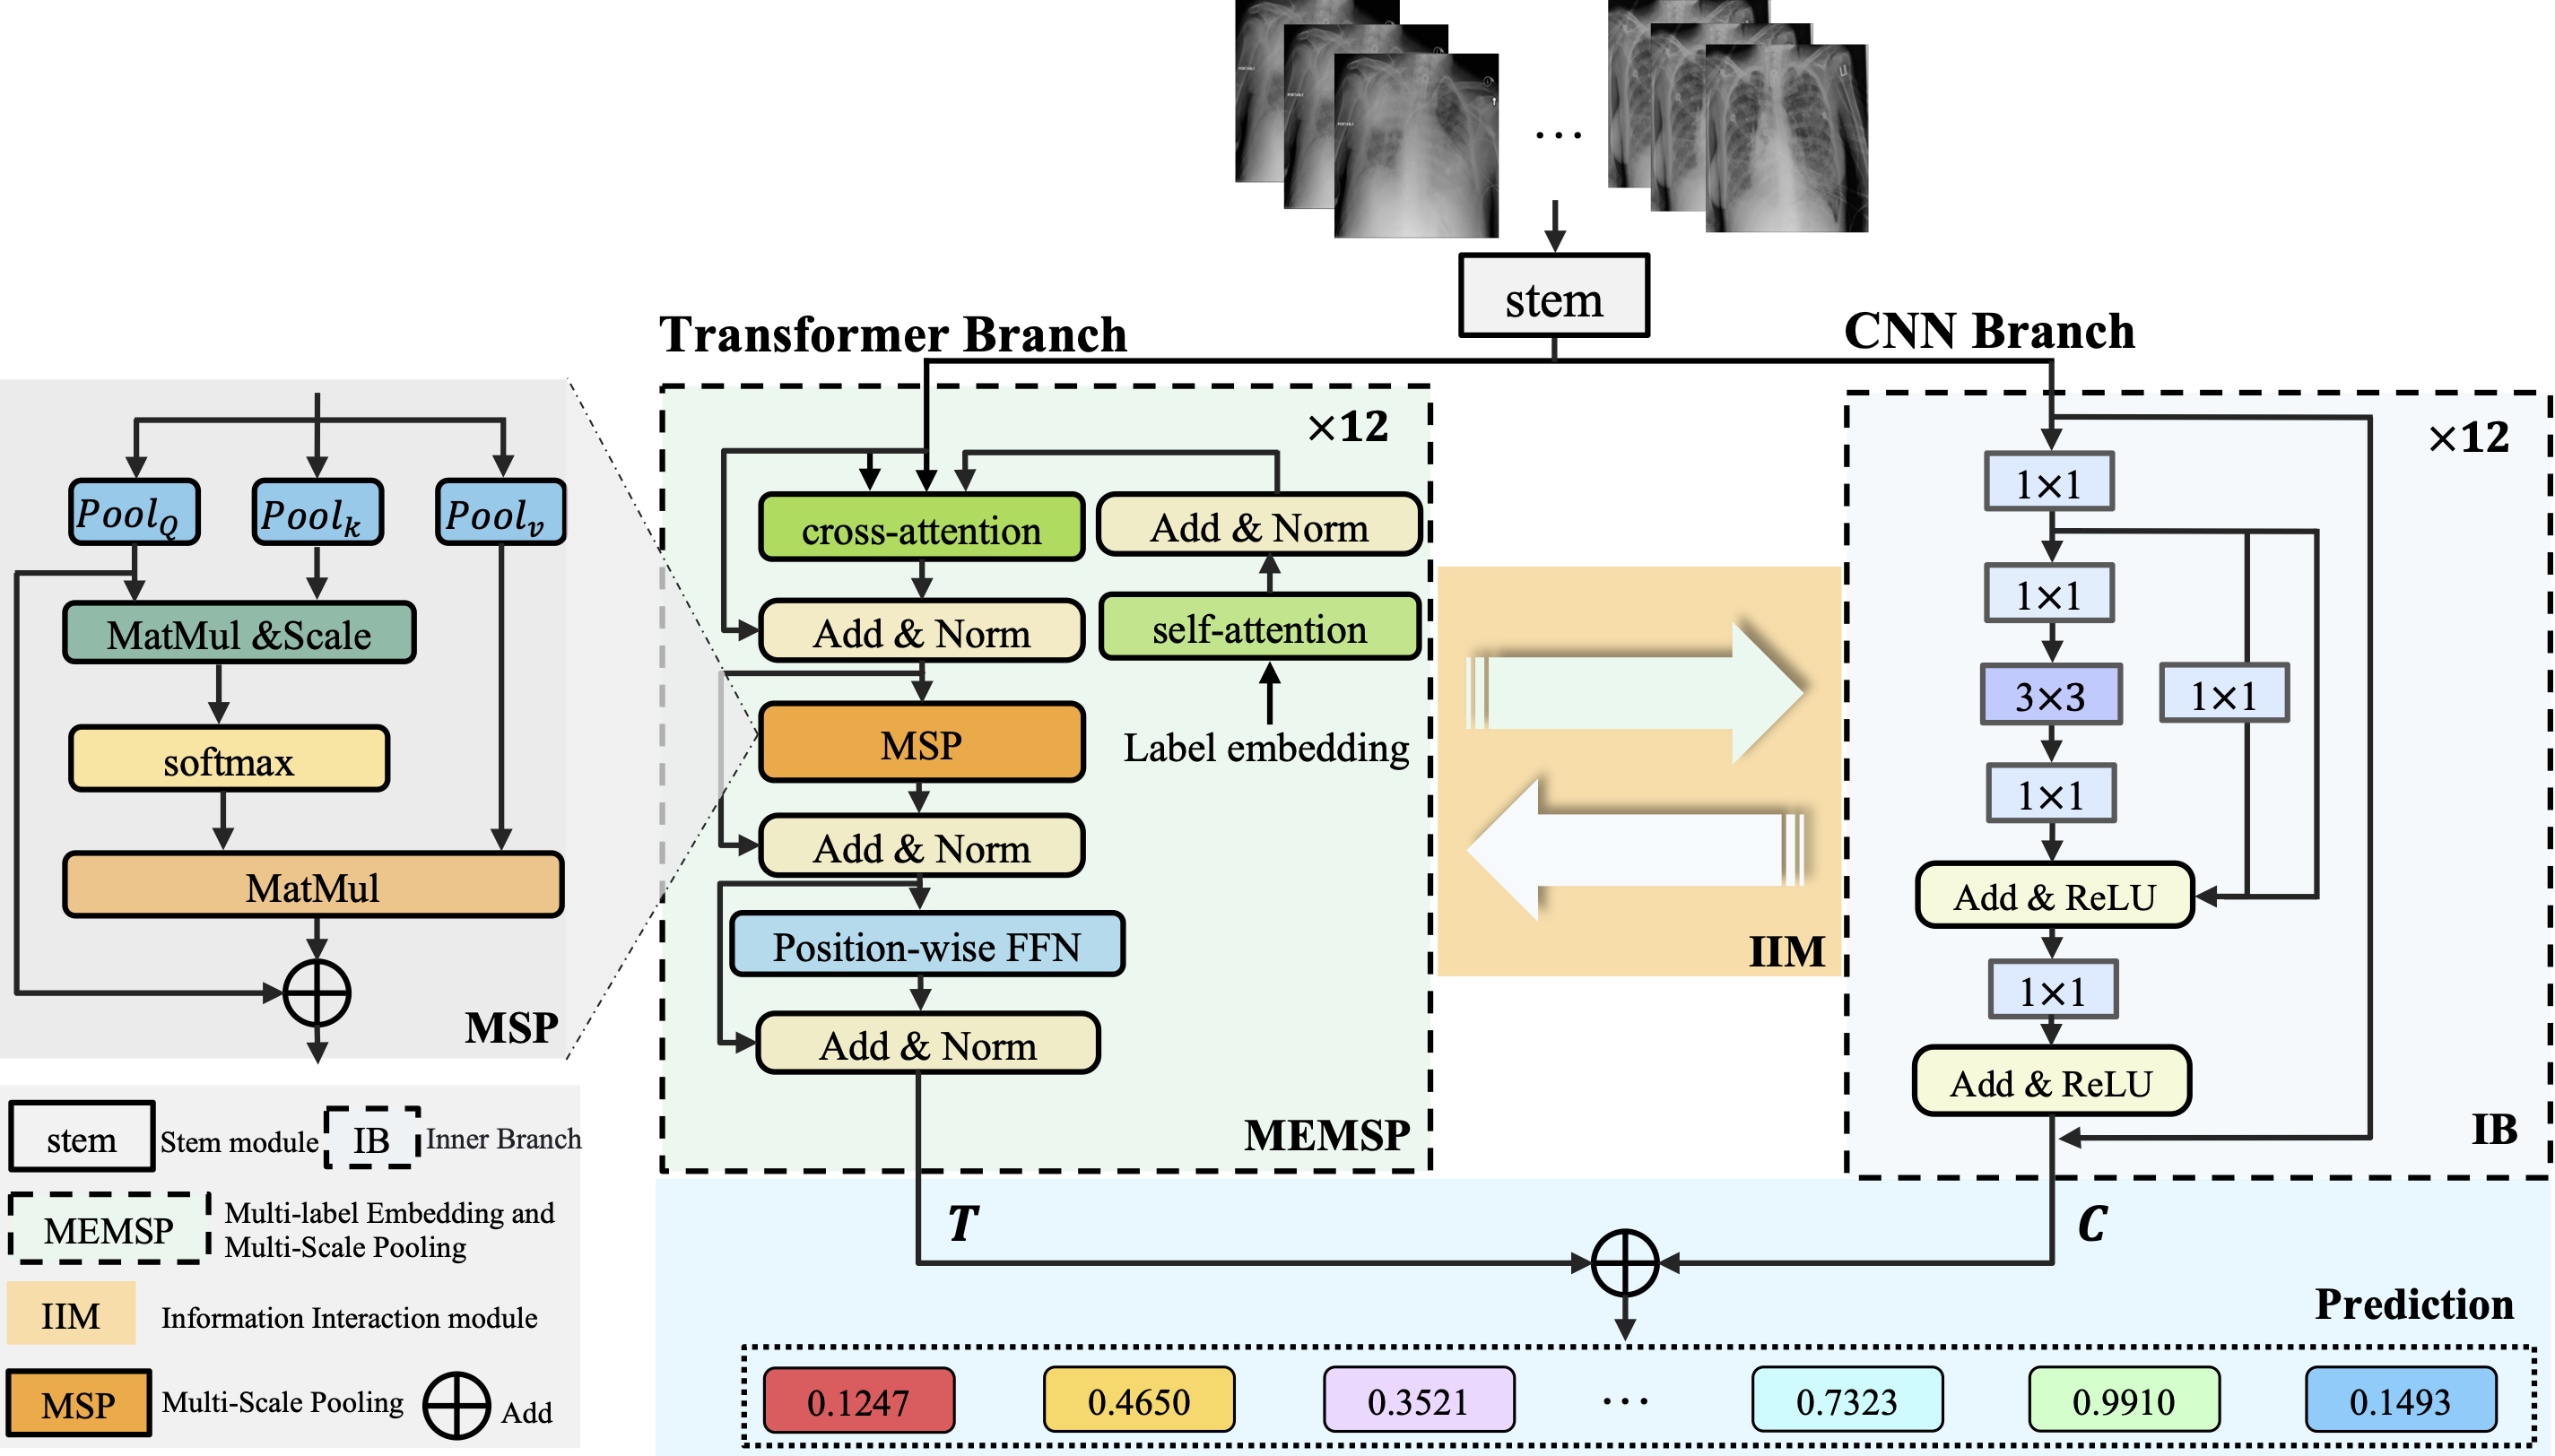 stem
Transformer Branch
CNN Branch
×12
cross-attention
Add & Norm
Add & Norm
self-attention
MSP
Label embedding
Add & Norm
Position-wise FFN
Add & Norm
MEMSP
IIM
×12
1×1
1×1
3×3
1×1
1×1
Add & ReLU
1×1
Add & ReLU
IB
Pool_Q
Pool_k
Pool_v
MatMul &Scale
softmax
MatMul
MSP
stem
Stem module
IB
Inner Branch
MEMSP
Multi-label Embedding and
Multi-Scale Pooling
IIM
Information Interaction module
MSP
Multi-Scale Pooling
Add
T
C
Prediction
0.1247
0.4650
0.3521
...
0.7323
0.9910
0.1493